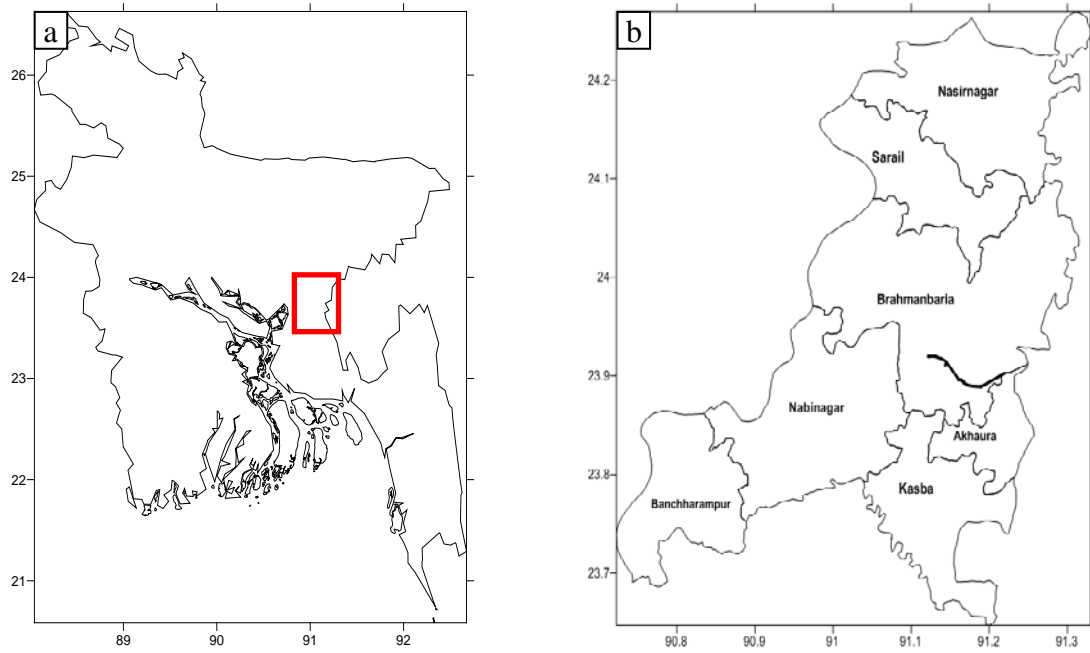 a
26
25
24
23
22
21
89 90 91 92
b
24.2
24.1
24
23.9
23.8
23.7
90.8 90.9 91 91.1 91.2 91.3
Nasirnagar
Sarail
Brahmanbaria
Nabinagar
Akhaura
Kasba
Banchharampur